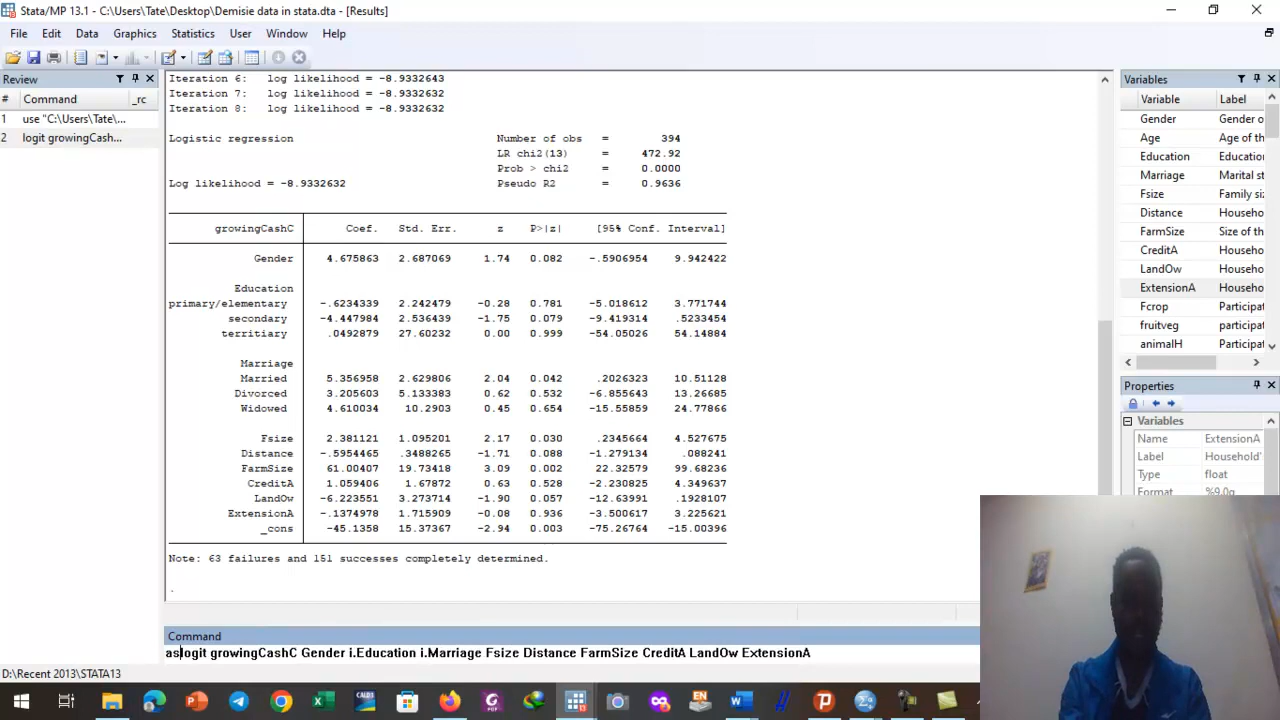 Stata/MP 13.1 - C:\Users\Tate\Desktop\Demisie data in stata.dta - [Results]
File Edit Data Graphics Statistics User Window Help
Review
# Command _rc
1 use "C:\Users\Tate\...
2 logit growingCash...
Iteration 6: log likelihood = -8.9332643
Iteration 7: log likelihood = -8.9332632
Iteration 8: log likelihood = -8.9332632
Logistic regression Number of obs = 394
LR chi2(13) = 472.92
Prob > chi2 = 0.0000
Log likelihood = -8.9332632 Pseudo R2 = 0.9636
growingCashC Coef. Std. Err. z P>|z| [95% Conf. Interval]
Gender 4.675863 2.687069 1.74 0.082 -.5906954 9.942422
Education
primary/elementary -.6234339 2.242479 -0.28 0.781 -5.018612 3.771744
secondary -4.447984 2.536439 -1.75 0.079 -9.419314 .5233454
territiary .0492879 27.60232 0.00 0.999 -54.05026 54.14884
Marriage
Married 5.356958 2.629806 2.04 0.042 .2026323 10.51128
Divorced 3.205603 5.133383 0.62 0.532 -6.855643 13.26685
Widowed 4.610034 10.2903 0.45 0.654 -15.55859 24.77866
Fsize 2.381121 1.095201 2.17 0.030 .2345664 4.527675
Distance -.5954465 .3488265 -1.71 0.088 -1.279134 .088241
FarmSize 61.00407 19.73418 3.09 0.002 22.32579 99.68236
CreditA 1.059406 1.67872 0.63 0.528 -2.230825 4.349637
LandOw -6.223551 3.273714 -1.90 0.057 -12.63991 .1928107
ExtensionA -.1374978 1.715909 -0.08 0.936 -3.500617 3.225621
_cons -45.1358 15.37367 -2.94 0.003 -75.26764 -15.00396
Note: 63 failures and 151 successes completely determined.
.
Command
aslogit growingCashC Gender i.Education i.Marriage Fsize Distance FarmSize CreditA LandOw ExtensionA
D:\Recent 2013\STATA13
Variables
Variable Label
Gender Gender o
Age Age of th
Education Educatio
Marriage Marital st
Fsize Family siz
Distance Househo
FarmSize Size of th
CreditA Househo
LandOw Househo
ExtensionA Househo
Fcrop Participat
fruitveg participat
animalH Participat
Properties
Variables
Name ExtensionA
Label Household'
Type float
Format %9.0g